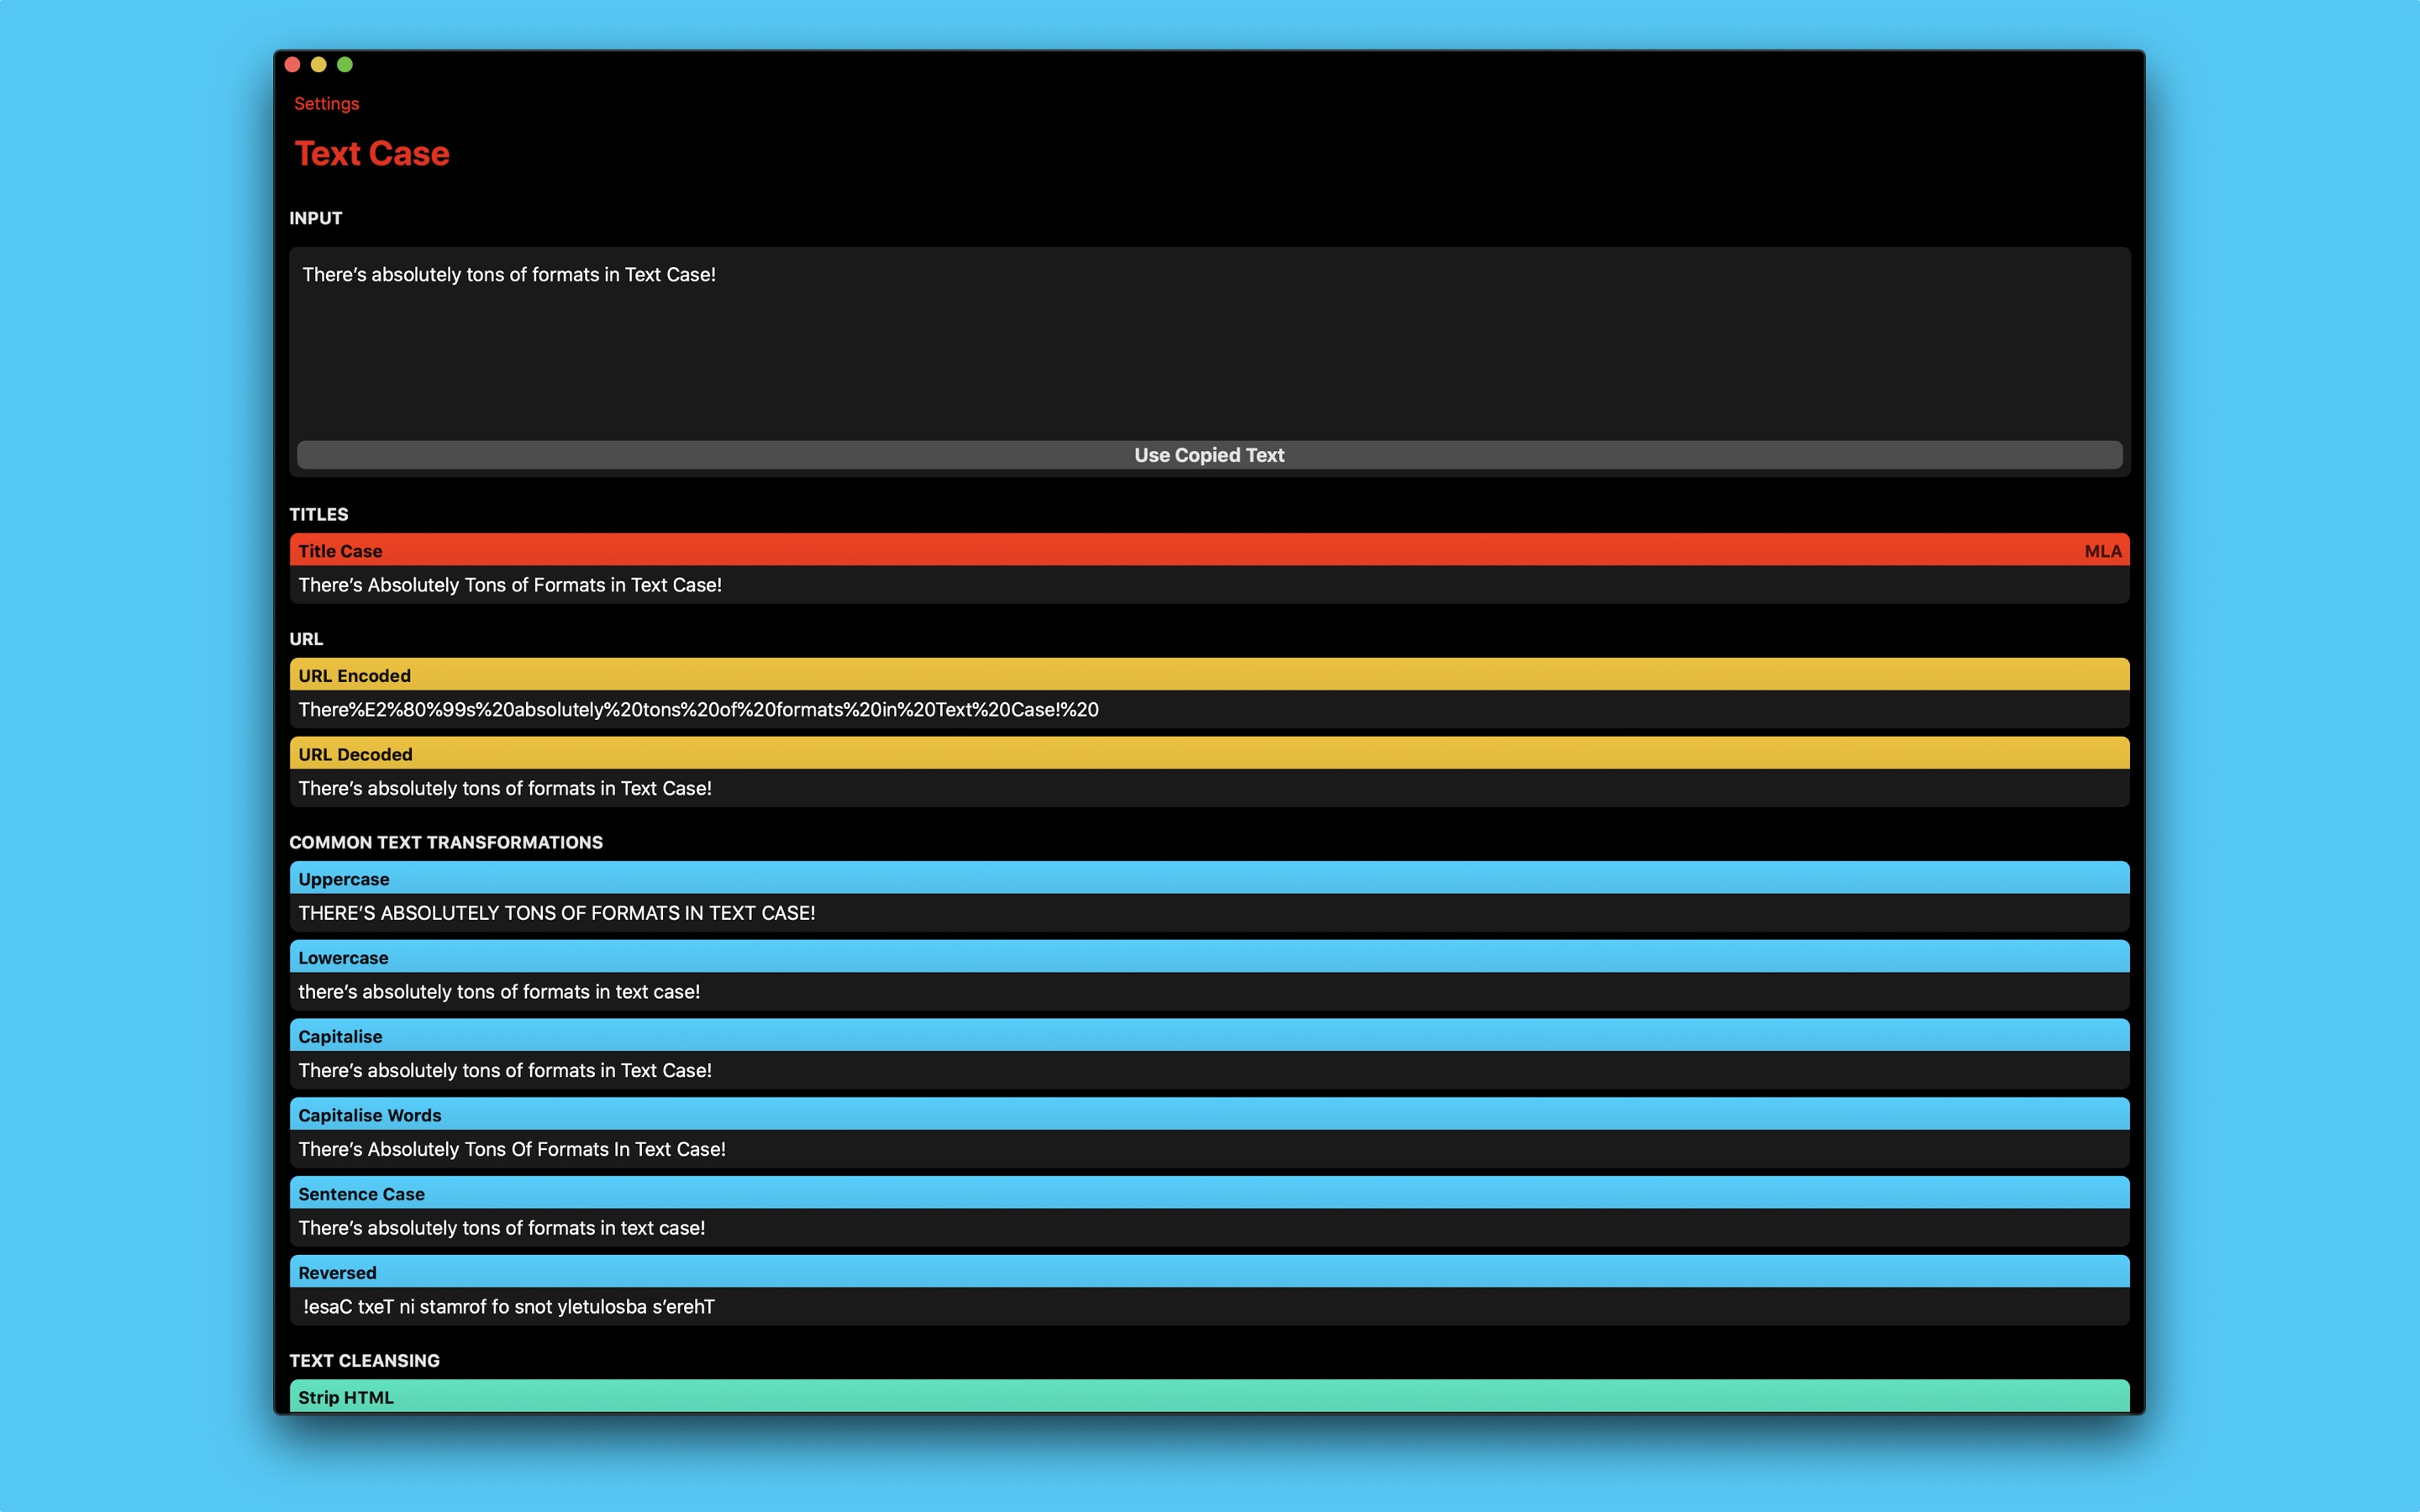 Settings
Text Case
INPUT
There’s absolutely tons of formats in Text Case!
Use Copied Text
TITLES
Title Case MLA
There’s Absolutely Tons of Formats in Text Case!
URL
URL Encoded
There%E2%80%99s%20absolutely%20tons%20of%20formats%20in%20Text%20Case!%20
URL Decoded
There’s absolutely tons of formats in Text Case!
COMMON TEXT TRANSFORMATIONS
Uppercase
THERE’S ABSOLUTELY TONS OF FORMATS IN TEXT CASE!
Lowercase
there’s absolutely tons of formats in text case!
Capitalise
There’s absolutely tons of formats in Text Case!
Capitalise Words
There’s Absolutely Tons Of Formats In Text Case!
Sentence Case
There’s absolutely tons of formats in text case!
Reversed
!esaC txeT ni stamrof fo snot yletulosba s’erehT
TEXT CLEANSING
Strip HTML